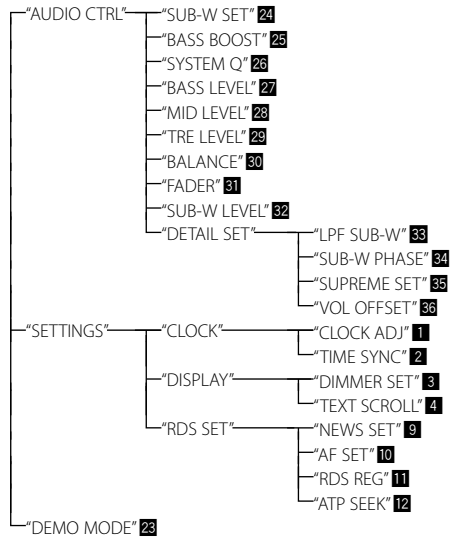 “AUDIO CTRL” “SUB-W SET” 24
“BASS BOOST” 25
“SYSTEM Q” 26
“BASS LEVEL” 27
“MID LEVEL” 28
“TRE LEVEL” 29
“BALANCE” 30
“FADER” 31
“SUB-W LEVEL” 32
“DETAIL SET” “LPF SUB-W” 33
“SUB-W PHASE” 34
“SUPREME SET” 35
“VOL OFFSET” 36
“SETTINGS” “CLOCK” “CLOCK ADJ” 1
“TIME SYNC” 2
“DISPLAY” “DIMMER SET” 3
“TEXT SCROLL” 4
“RDS SET” “NEWS SET” 9
“AF SET” 10
“RDS REG” 11
“ATP SEEK” 12
“DEMO MODE” 23